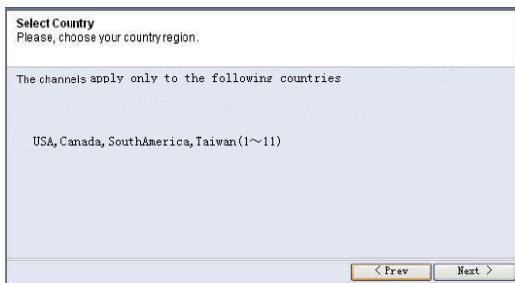 Select Country
Please, choose your country region.
The channels apply only to the following countries
USA, Canada, SouthAmerica, Taiwan(1～11)
< Prev
Next >